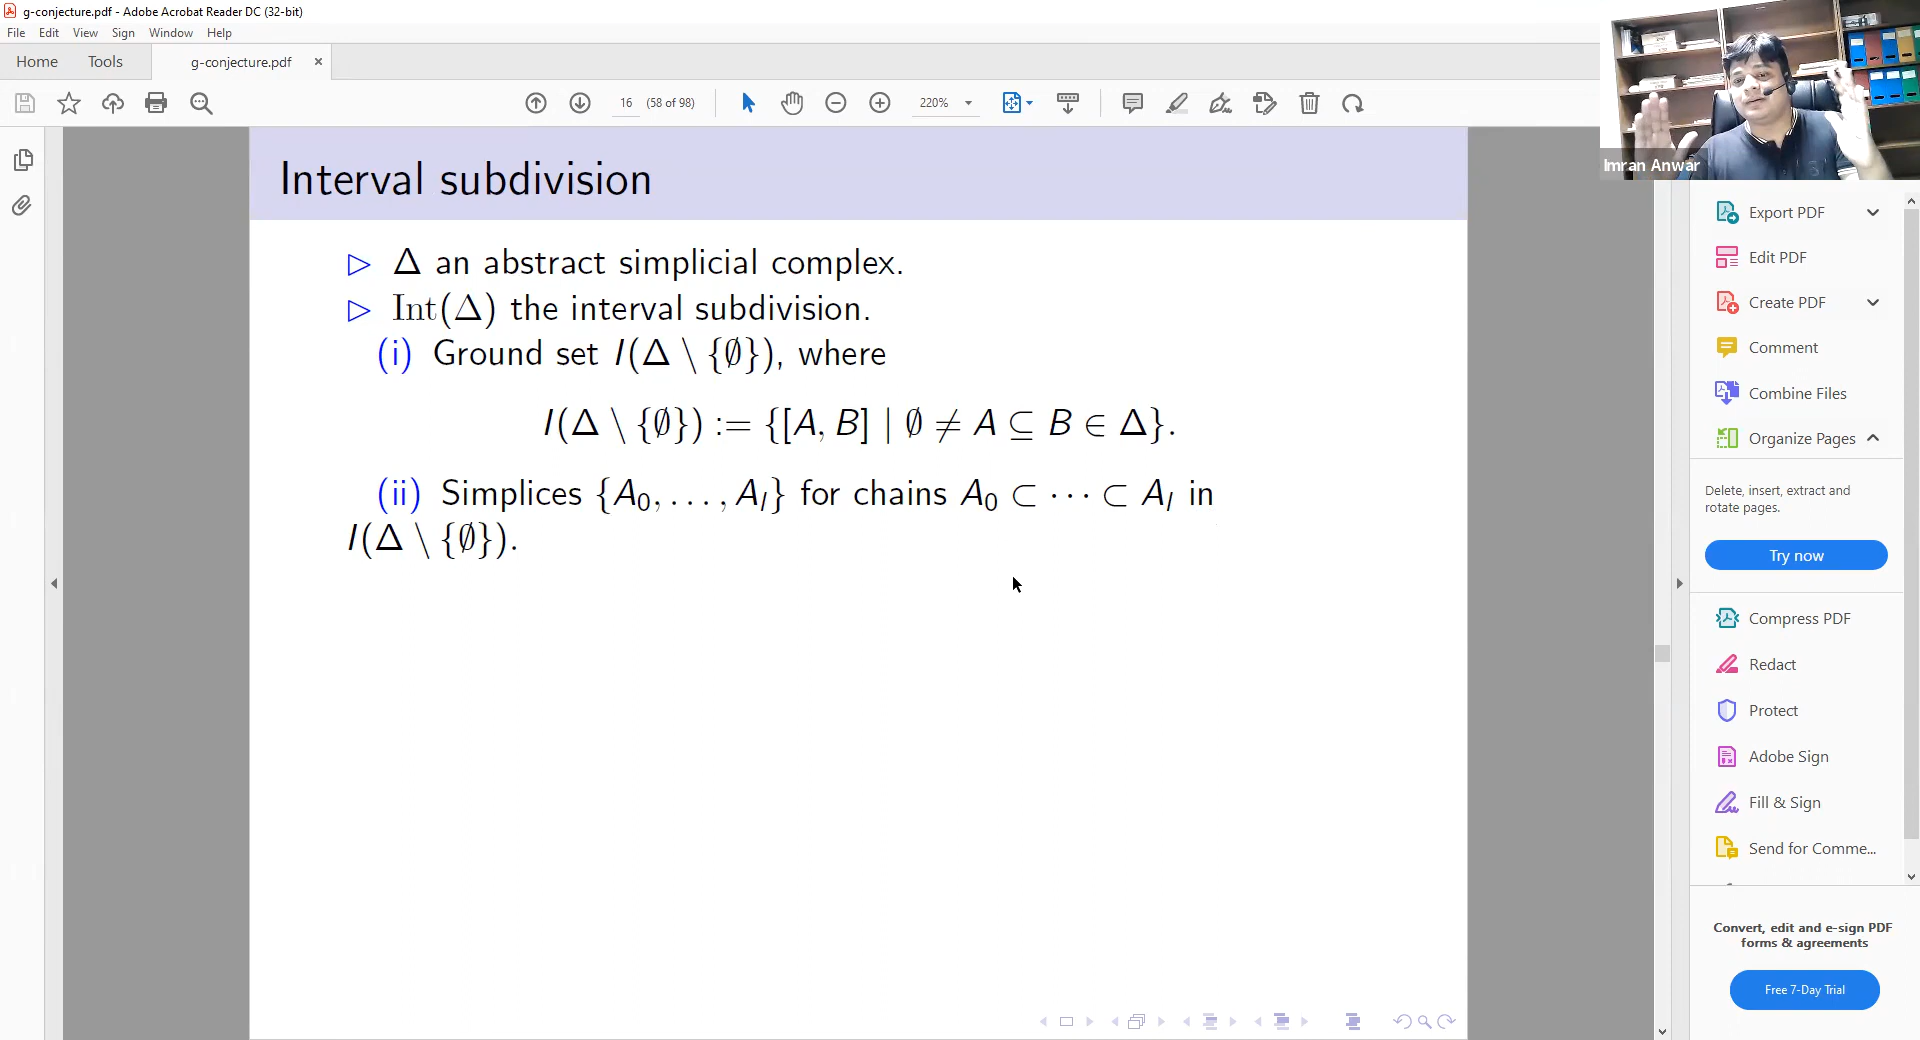 g-conjecture.pdf - Adobe Acrobat Reader DC (32-bit)
File Edit View Sign Window Help
Home Tools g-conjecture.pdf ×
16 (58 of 98) 220%
Imran Anwar
Interval subdivision
▷ Δ an abstract simplicial complex.
▷ Int(Δ) the interval subdivision.
(i) Ground set I(Δ \ {∅}), where
I(Δ \ {∅}) := {[A, B] | ∅ ≠ A ⊆ B ∈ Δ}.
(ii) Simplices {A₀, . . . , Aₗ} for chains A₀ ⊂ ··· ⊂ Aₗ in
I(Δ \ {∅}).
Export PDF
Edit PDF
Create PDF
Comment
Combine Files
Organize Pages
Delete, insert, extract and
rotate pages.
Try now
Compress PDF
Redact
Protect
Adobe Sign
Fill & Sign
Send for Comme...
Convert, edit and e-sign PDF
forms & agreements
Free 7-Day Trial